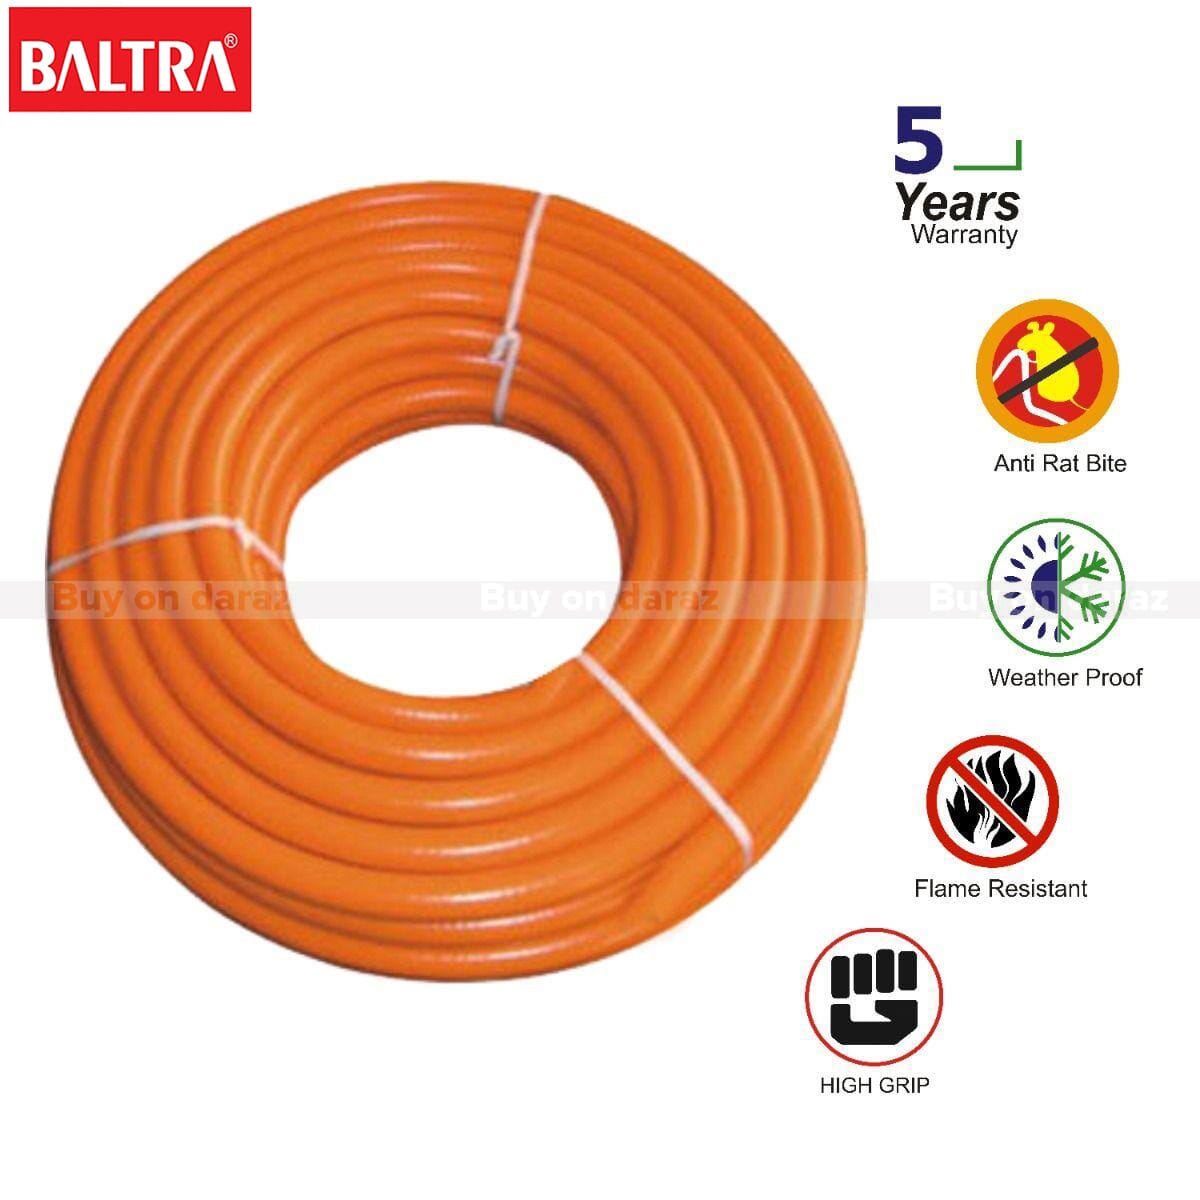 BALTRA®
5
Years
Warranty
Anti Rat Bite
Buy on daraz Buy on daraz Buy on daraz
Weather Proof
Flame Resistant
HIGH GRIP